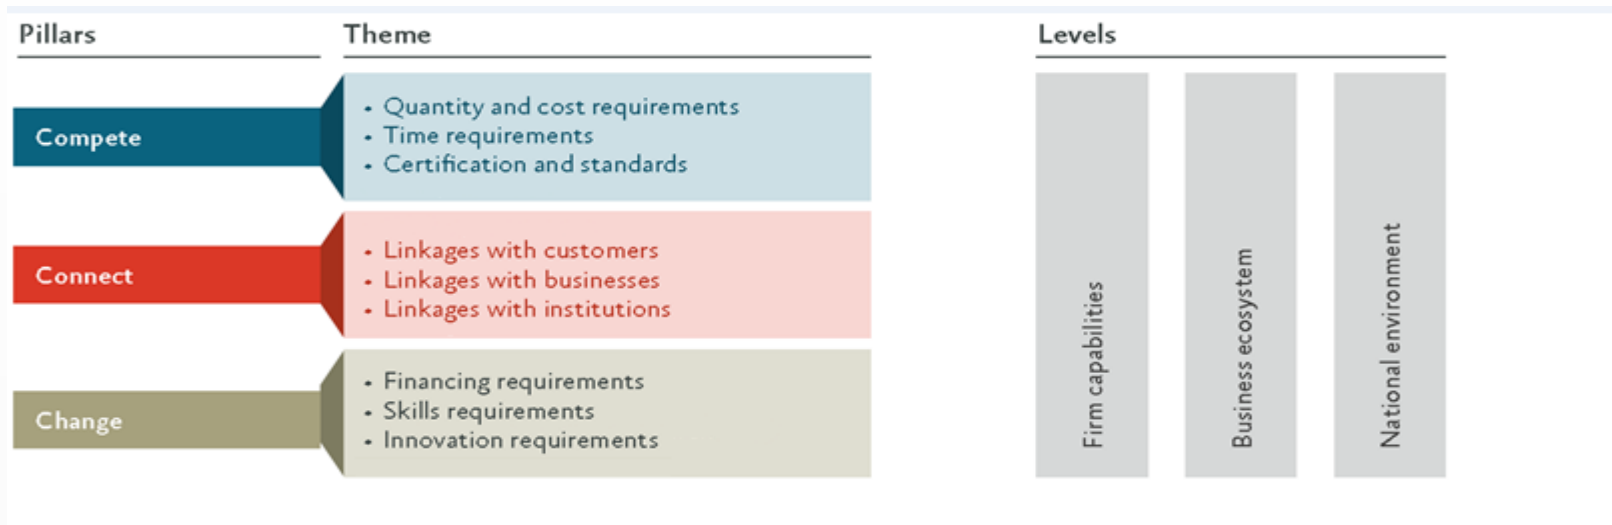 Pillars
Theme
Levels
Compete
• Quantity and cost requirements
• Time requirements
• Certification and standards
Connect
• Linkages with customers
• Linkages with businesses
• Linkages with institutions
Change
• Financing requirements
• Skills requirements
• Innovation requirements
Firm capabilities
Business ecosystem
National environment